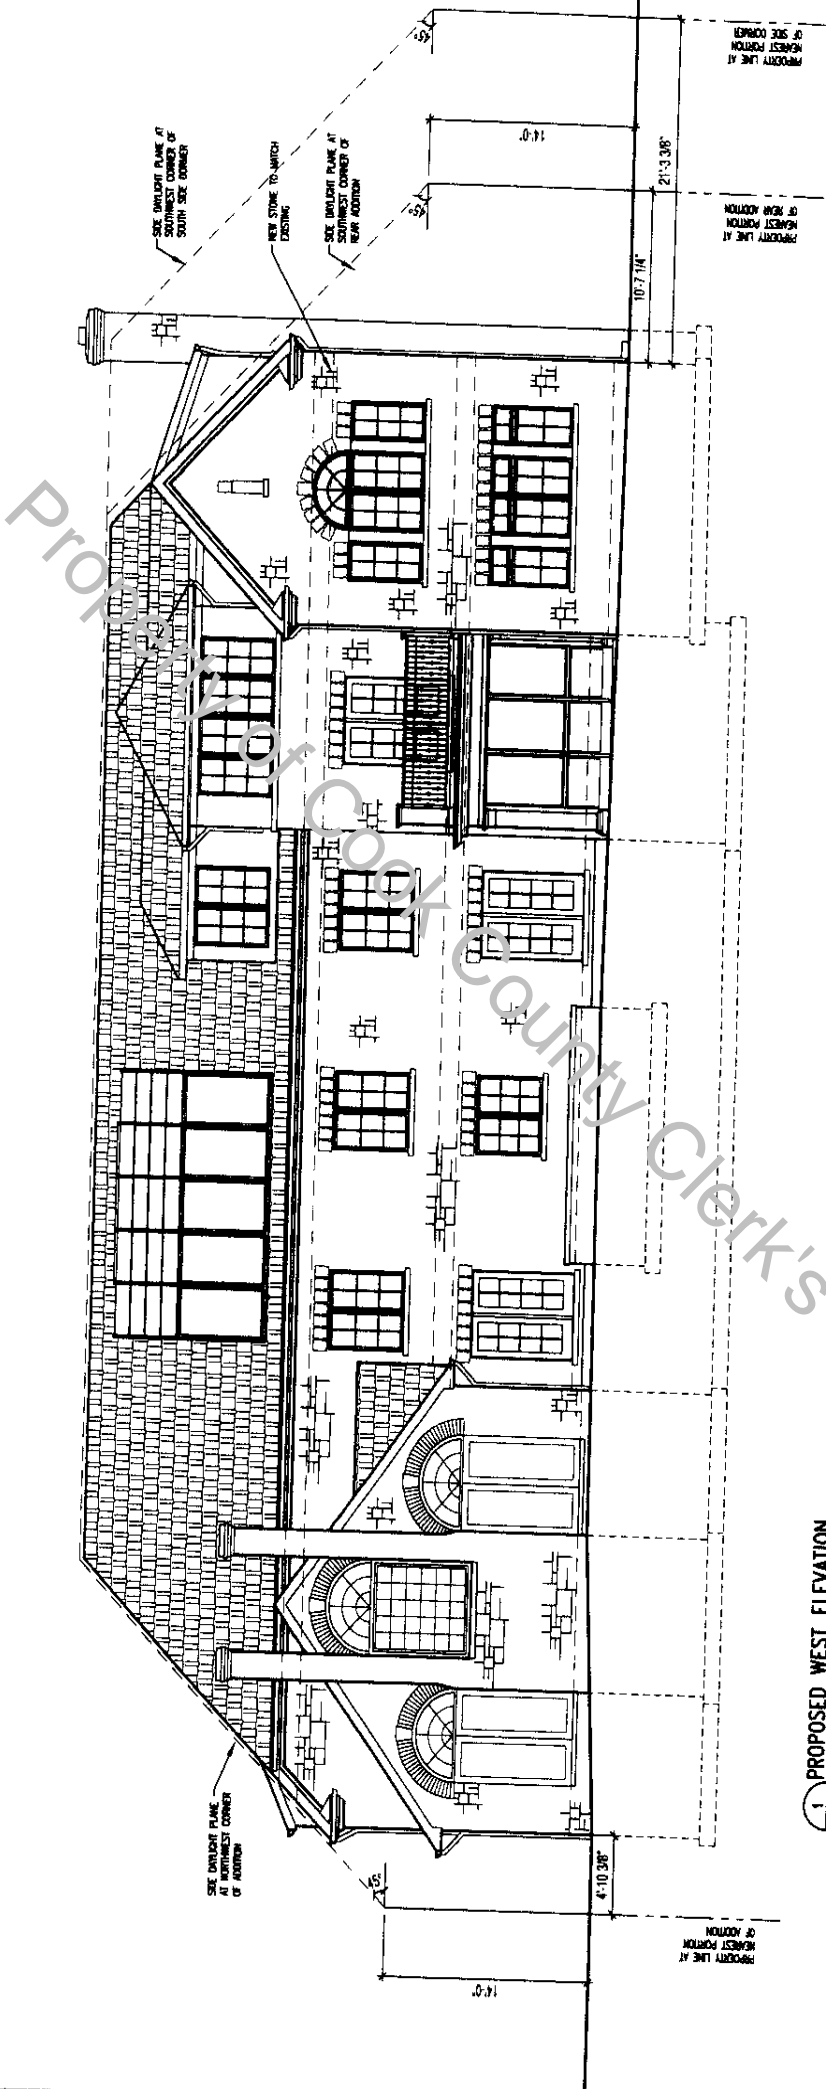 SIDE DAYLIGHT PLANE AT
SOUTHWEST CORNER OF
SOUTH SIDE DORMER
NEW STONE TO MATCH
EXISTING
SIDE DAYLIGHT PLANE AT
SOUTHWEST CORNER OF
REAR ADDITION
45°
45°
14'-0"
21'-3 3/8"
10'-7 1/4"
PROPERTY LINE AT
NEAREST PORTION
OF SIDE DORMER
PROPERTY LINE AT
NEAREST PORTION
OF REAR ADDITION
Property of Cook County Clerk's
SIDE DAYLIGHT PLANE
AT NORTHWEST CORNER
OF ADDITION
45°
14'-0"
4'-10 3/8"
PROPERTY LINE AT
NEAREST PORTION
OF ADDITION
1 PROPOSED WEST ELEVATION